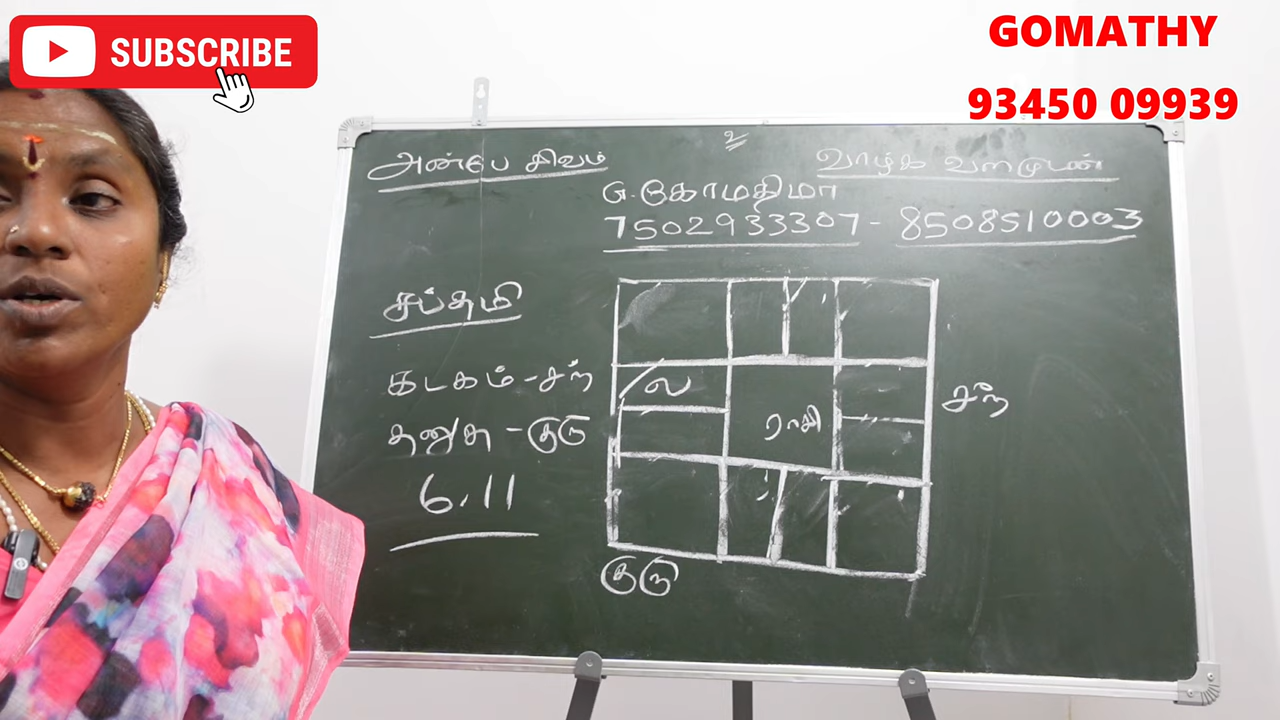 SUBSCRIBE
GOMATHY
93450 09939
உ
அன்பே சிவம்
வாழ்க வளமுடன்
G.கோமதிமா
7502933307 - 8508510003
சப்தமி
கடகம் - சந்
தனுசு - குரு
6.11
ல
ராசி
சந்
குரு